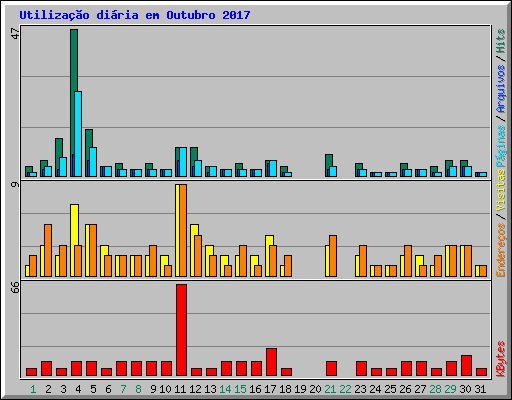 Utilização diária em Outubro 2017
47
9
66
Endereços / Visitas Páginas / Arquivos / Hits
KBytes
1 2 3 4 5 6 7 8 9 10 11 12 13 14 15 16 17 18 19 20 21 22 23 24 25 26 27 28 29 30 31